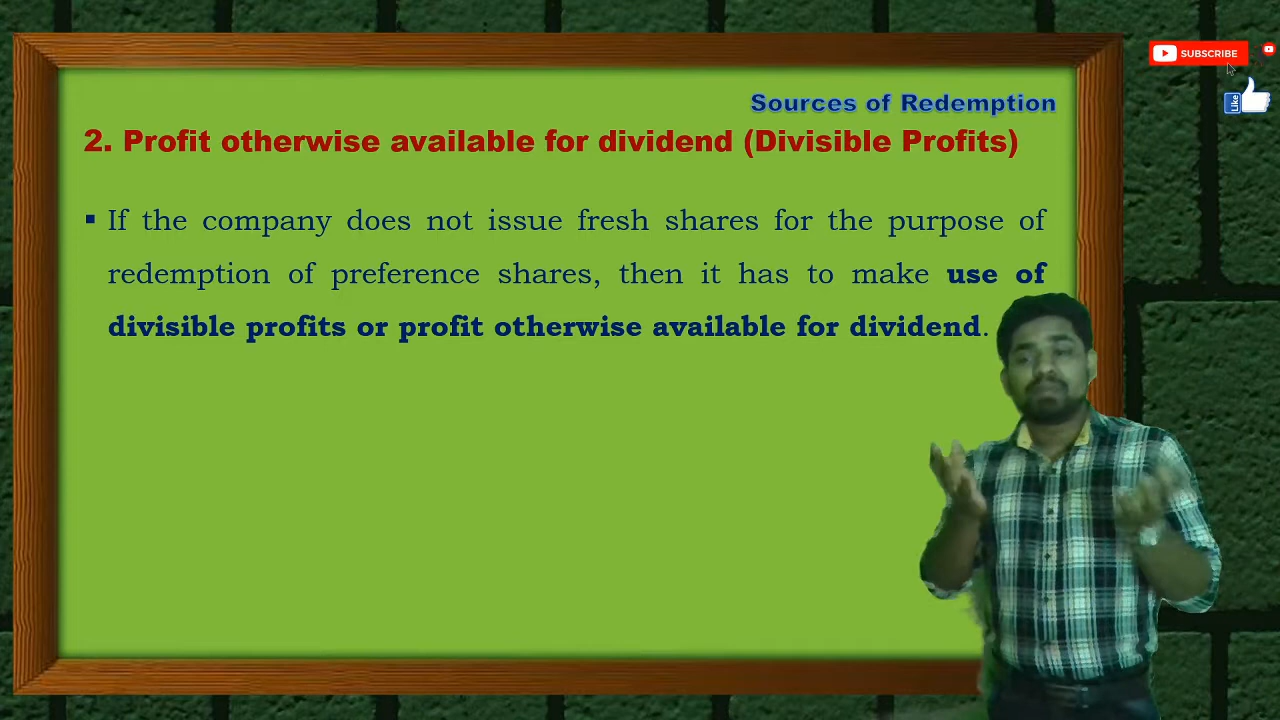 SUBSCRIBE
Like
Sources of Redemption
2. Profit otherwise available for dividend (Divisible Profits)
▪ If the company does not issue fresh shares for the purpose of
redemption of preference shares, then it has to make use of
divisible profits or profit otherwise available for dividend.